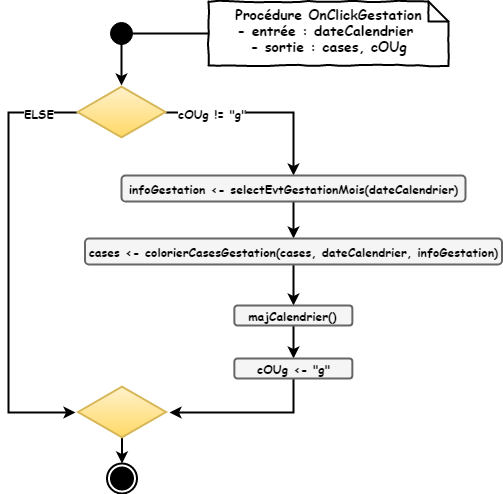 Procédure OnClickGestation
- entrée : dateCalendrier
- sortie : cases, cOUg
ELSE
cOUg != "g"
infoGestation <- selectEvtGestationMois(dateCalendrier)
cases <- colorierCasesGestation(cases, dateCalendrier, infoGestation)
majCalendrier()
cOUg <- "g"